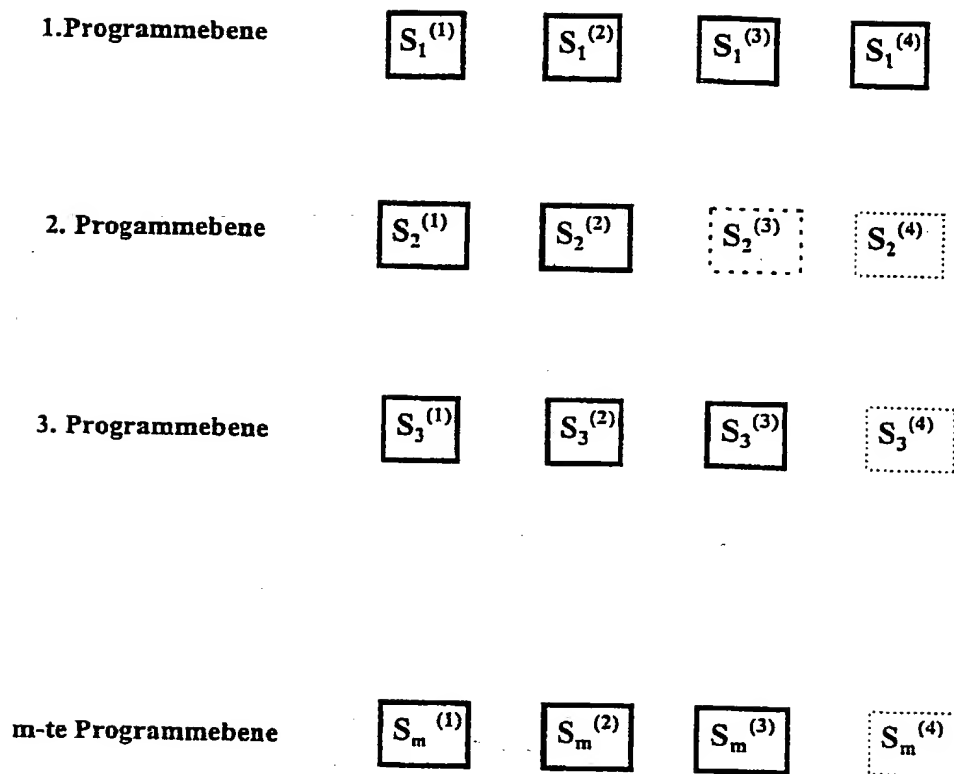 1.Programmebene S₁⁽¹⁾ S₁⁽²⁾ S₁⁽³⁾ S₁⁽⁴⁾
2. Progammebene S₂⁽¹⁾ S₂⁽²⁾ S₂⁽³⁾ S₂⁽⁴⁾
3. Programmebene S₃⁽¹⁾ S₃⁽²⁾ S₃⁽³⁾ S₃⁽⁴⁾
m-te Programmebene Sₘ⁽¹⁾ Sₘ⁽²⁾ Sₘ⁽³⁾ Sₘ⁽⁴⁾